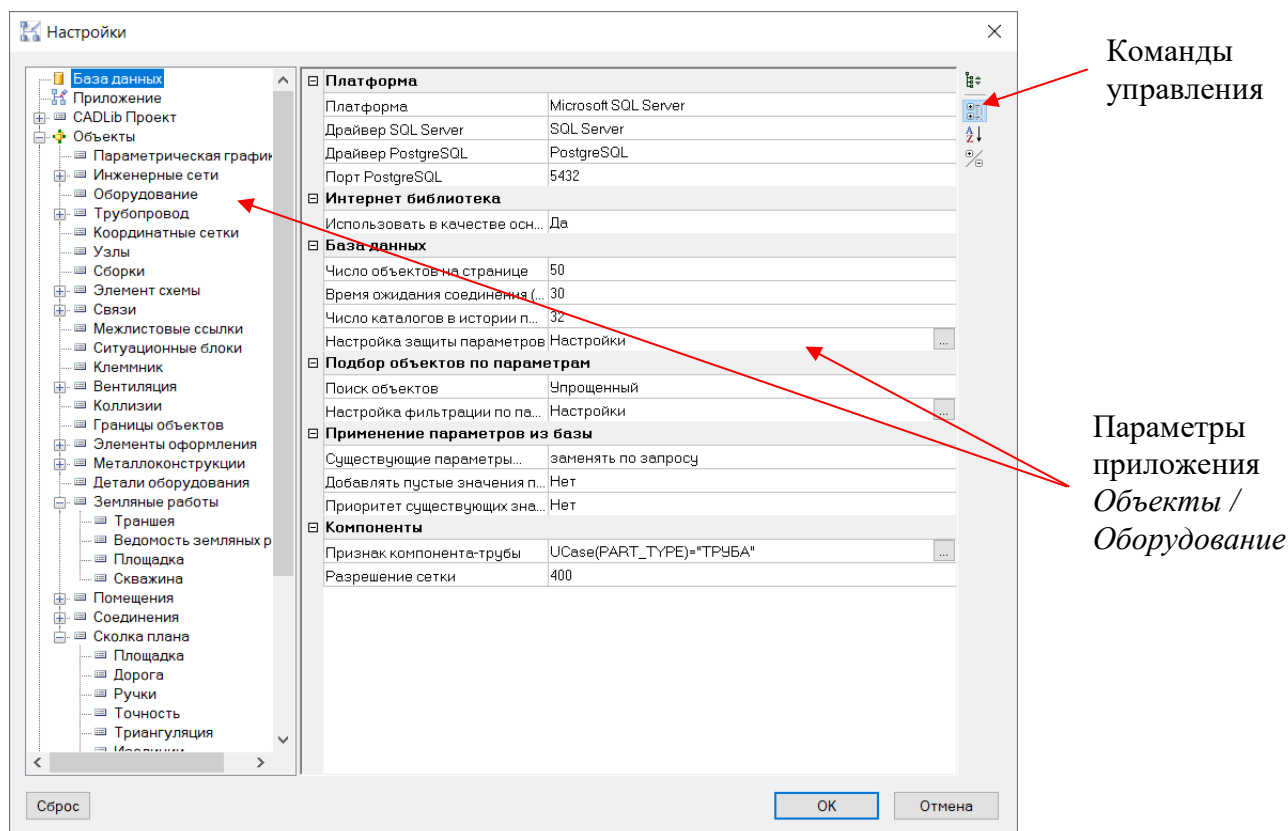 Настройки
База данных
Приложение
CADLib Проект
Объекты
Параметрическая график
Инженерные сети
Оборудование
Трубопровод
Координатные сетки
Узлы
Сборки
Элемент схемы
Связи
Межлистовые ссылки
Ситуационные блоки
Клеммник
Вентиляция
Коллизии
Границы объектов
Элементы оформления
Металлоконструкции
Детали оборудования
Земляные работы
Траншея
Ведомость земляных р
Площадка
Скважина
Помещения
Соединения
Сколка плана
Площадка
Дорога
Ручки
Точность
Триангуляция
Изолинии
Платформа
Платформа Microsoft SQL Server
Драйвер SQL Server SQL Server
Драйвер PostgreSQL PostgreSQL
Порт PostgreSQL 5432
Интернет библиотека
Использовать в качестве осн... Да
База данных
Число объектов на странице 50
Время ожидания соединения (... 30
Число каталогов в истории п... 32
Настройка защиты параметров Настройки ...
Подбор объектов по параметрам
Поиск объектов Упрощенный
Настройка фильтрации по па... Настройки ...
Применение параметров из базы
Существующие параметры... заменять по запросу
Добавлять пустые значения п... Нет
Приоритет существующих зна... Нет
Компоненты
Признак компонента-трубы UCase(PART_TYPE)="ТРУБА" ...
Разрешение сетки 400
Сброс
OK
Отмена
Команды
управления
Параметры
приложения
Объекты /
Оборудование